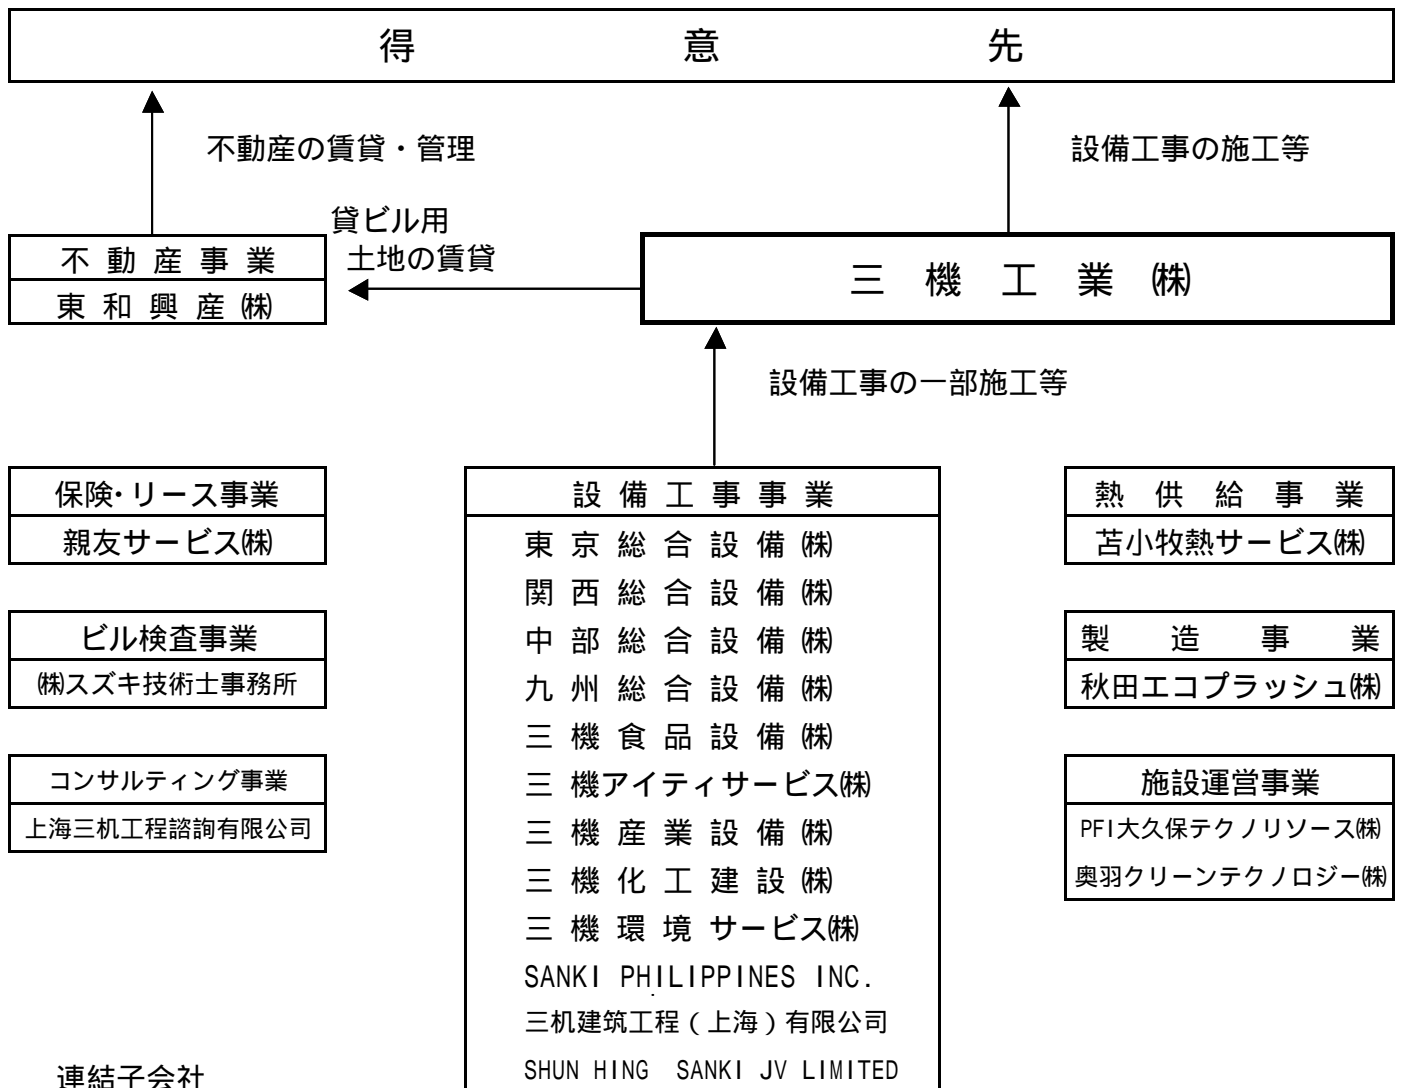 得意先
不動産の賃貸・管理
設備工事の施工等
貸ビル用
土地の賃貸
不動産事業
東和興産㈱
三機工業㈱
設備工事の一部施工等
保険・リース事業
親友サービス㈱
ビル検査事業
㈱スズキ技術士事務所
コンサルティング事業
上海三机工程諮詢有限公司
設備工事事業
東京総合設備㈱
関西総合設備㈱
中部総合設備㈱
九州総合設備㈱
三機食品設備㈱
三機アイティサービス㈱
三機産業設備㈱
三機化工建設㈱
三機環境サービス㈱
SANKI PHILIPPINES INC.
三机建筑工程(上海)有限公司
SHUN HING SANKI JV LIMITED
熱供給事業
苫小牧熱サービス㈱
製造事業
秋田エコプラッシュ㈱
施設運営事業
PFI大久保テクノリソース㈱
奥羽クリーンテクノロジー㈱
連結子会社